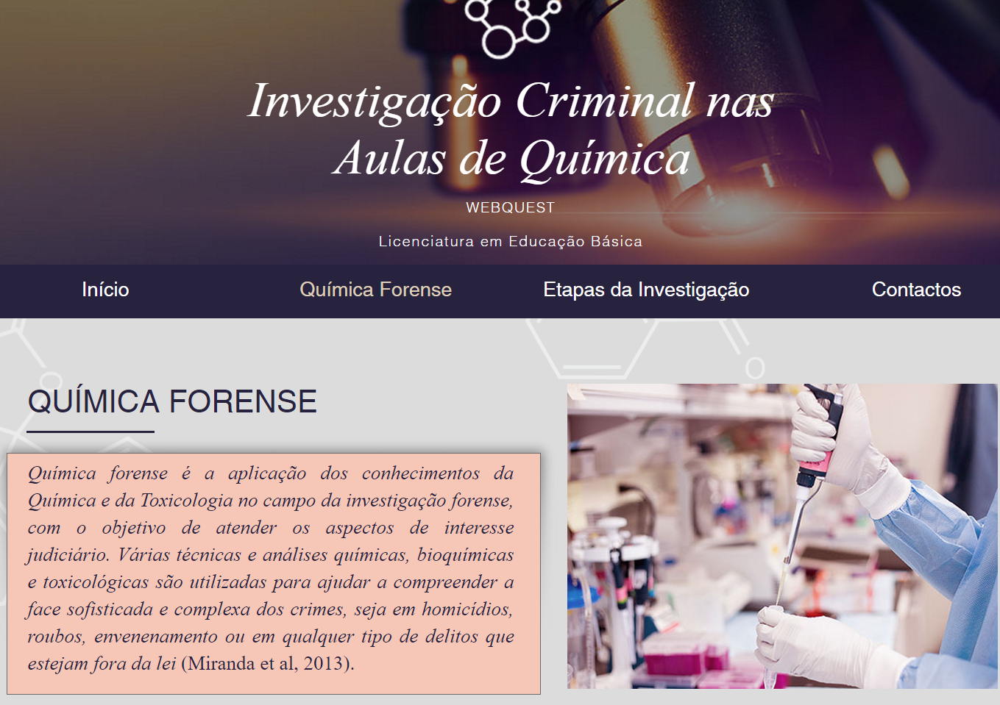 Investigação Criminal nas
Aulas de Química
WEBQUEST
Licenciatura em Educação Básica
Início Química Forense Etapas da Investigação Contactos
O
O
QUÍMICA FORENSE
Química forense é a aplicação dos conhecimentos da
Química e da Toxicologia no campo da investigação forense,
com o objetivo de atender os aspectos de interesse
judiciário. Várias técnicas e análises químicas, bioquímicas
e toxicológicas são utilizadas para ajudar a compreender a
face sofisticada e complexa dos crimes, seja em homicídios,
roubos, envenenamento ou em qualquer tipo de delitos que
estejam fora da lei (Miranda et al, 2013).